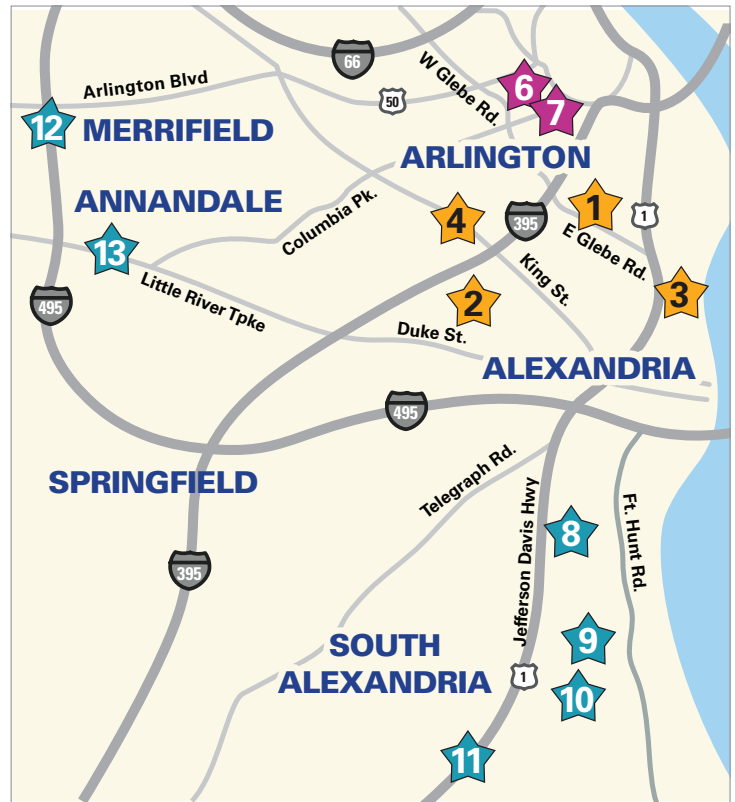 66
Arlington Blvd
W Glebe Rd.
50
6
7
12
MERRIFIELD
ARLINGTON
ANNANDALE
Columbia Pk.
4
395
1
1
E Glebe Rd.
13
Little River Tpke
King St.
495
2
3
Duke St.
ALEXANDRIA
495
SPRINGFIELD
Telegraph Rd.
Jefferson Davis Hwy
8
Ft. Hunt Rd.
395
SOUTH
ALEXANDRIA
9
1
10
11